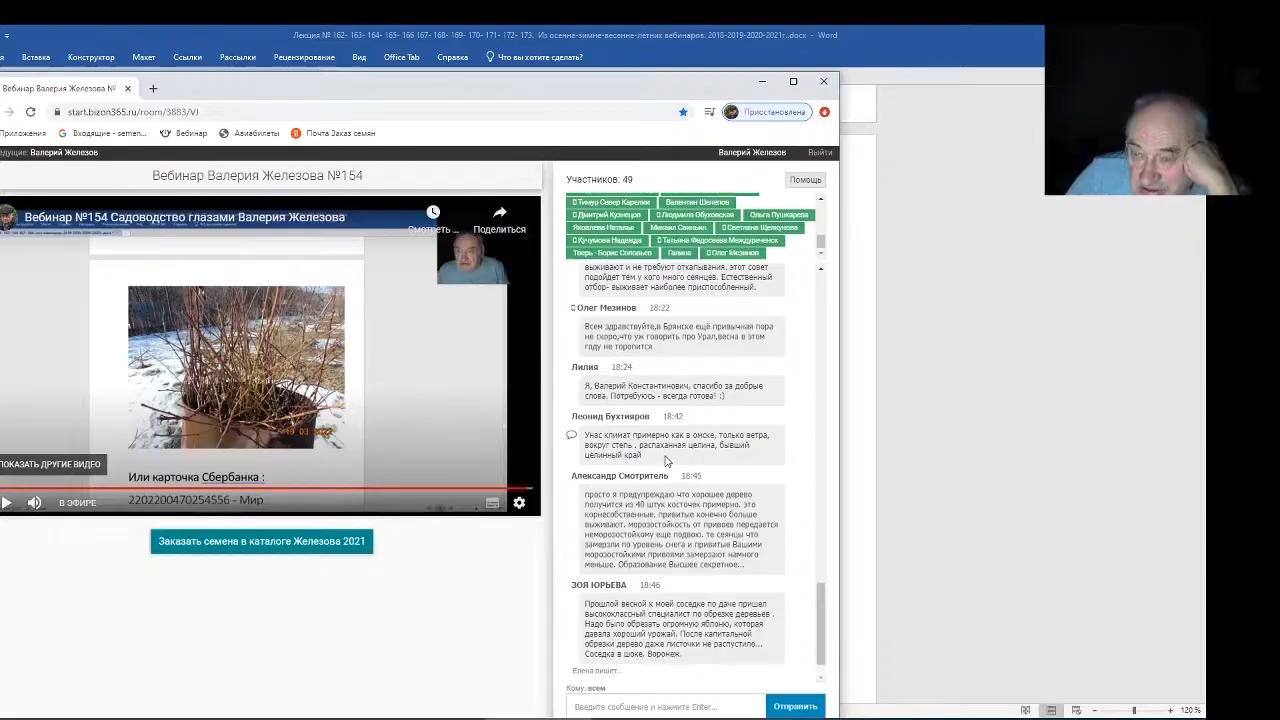 Лекция № 162- 163- 164- 165- 166 167- 168- 169- 170- 171- 172- 173. Из осенне-зимне-весенне-летних вебинаров. 2018-2019-2020-2021г..docx - Word
Вставка Конструктор Макет Ссылки Рассылки Рецензирование Вид Office Tab Справка Что вы хотите сделать?
Вебинар Валерия Железова №
start.bizon365.ru/room/3883/VJ
Приостановлена
Приложения Входящие - semen... Вебинар Авиабилеты Почта Заказ семян
едущие: Валерий Железов
Валерий Железов Выйти
Вебинар Валерия Железова №154
Участников: 49
Помощь
Тимур Север Карелии Валентин Шелепов
Дмитрий Кузнецов Людмила Обуховская Ольга Пушкарева
Яковлева Наталья Михаил Свиньин Светлана Щелкунова
Кучумова Надежда Татьяна Федосеева Междуреченск
Тверь - Борис Соловьев Галина Олег Мезинов
Вебинар №154 Садоводство глазами Валерия Железова
Смотреть ... Поделиться
19 03 2022
ПОКАЗАТЬ ДРУГИЕ ВИДЕО
Или карточка Сбербанка :
2202200470254556 - Мир
В ЭФИРЕ
Заказать семена в каталоге Железова 2021
выживают и не требуют откапывания. этот совет
подойдет тем у кого много сеянцев. Естественный
отбор- выживает наиболее приспособленный.
Олег Мезинов 18:22
Всем здравствуйте,в Брянске ещё привычная пора
не скоро,что уж говорить про Урал,весна в этом
году не торопится
Лилия 18:24
Я, Валерий Константинович, спасибо за добрые
слова. Потребуюсь - всегда готова! :)
Леонид Бухтияров 18:42
Унас климат примерно как в омске, только ветра,
вокруг степь . распаханная целина, бывший
целинный край
Александр Смотритель 18:45
просто я предупреждаю что хорошее дерево
получится из 40 штук косточек примерно. это
корнесобственные. привитые конечно больше
выживают. морозостойкость от привоев передается
неморозостойкому еще подвою. те сеянцы что
замерзли по уровень снега и привитые Вашими
морозостойкими привоями замерзают намного
меньше. Образование Высшее секретное...
ЗОЯ ЮРЬЕВА 18:46
Прошлой весной к моей соседке по даче пришел
высококлассный специалист по обрезке деревьев .
Надо было обрезать огромную яблоню, которая
давала хороший урожай. После капитальной
обрезки дерево даже листочки не распустило...
Соседка в шоке. Воронеж.
Елена пишет...
Кому: всем
Введите сообщение и нажмите Enter...
Отправить
120 %